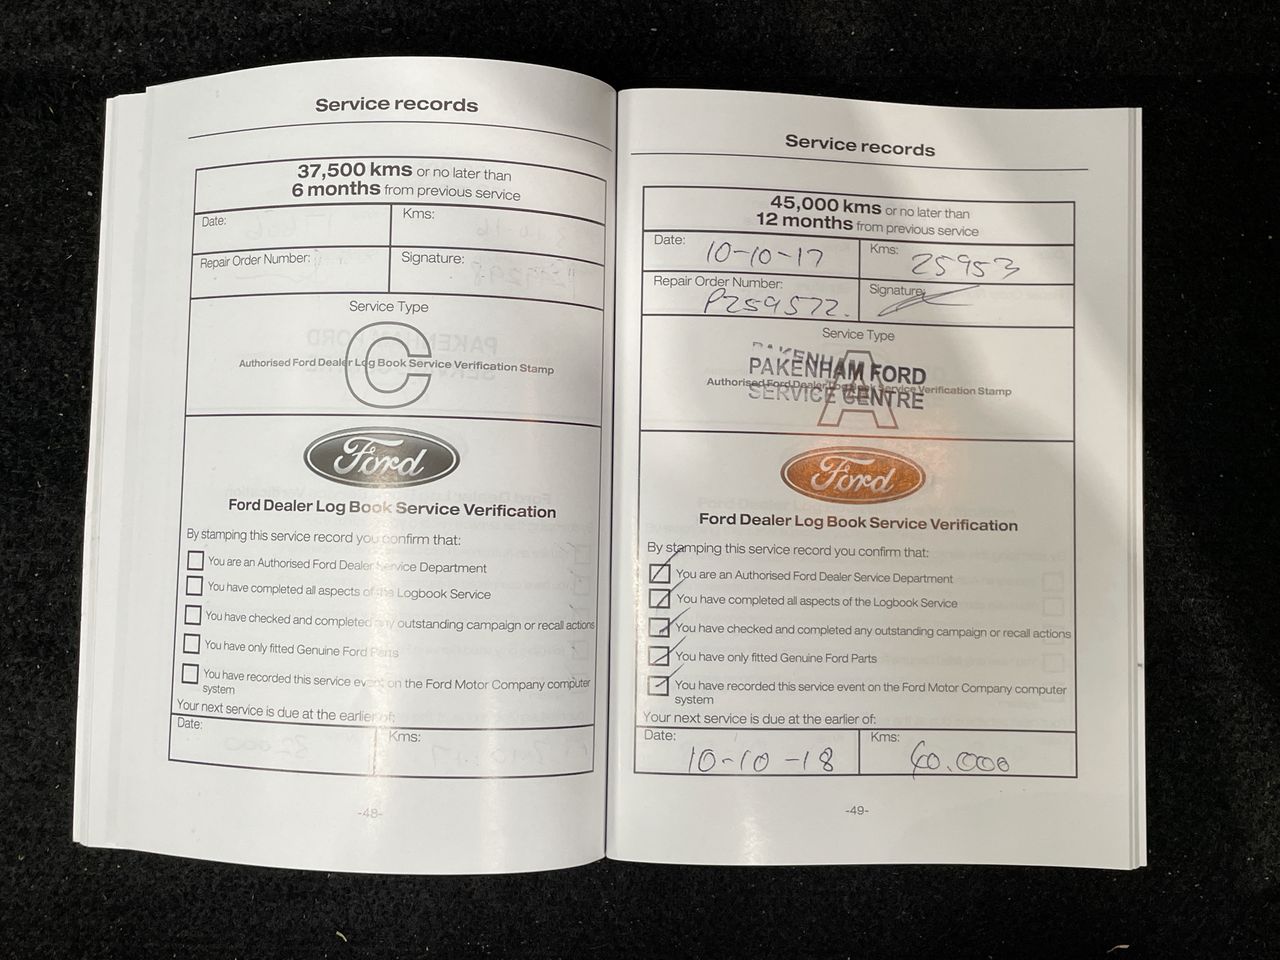 Service records
37,500 kms or no later than
6 months from previous service
Date:
Kms:
Repair Order Number:
Signature:
Service Type
C
Authorised Ford Dealer Log Book Service Verification Stamp
Ford
Ford Dealer Log Book Service Verification
By stamping this service record you confirm that:
You are an Authorised Ford Dealer Service Department
You have completed all aspects of the Logbook Service
You have checked and completed any outstanding campaign or recall actions
You have only fitted Genuine Ford Parts
You have recorded this service event on the Ford Motor Company computer
system
Your next service is due at the earlier of:
Date:
Kms:
-48-
Service records
45,000 kms or no later than
12 months from previous service
Date: 10-10-17
Kms: 25953
Repair Order Number:
PZ59572.
Signature:
Service Type
A
PAKENHAM FORD
Authorised Ford Dealer Log Book Service Verification Stamp
SERVICE CENTRE
Ford
Ford Dealer Log Book Service Verification
By stamping this service record you confirm that:
You are an Authorised Ford Dealer Service Department
You have completed all aspects of the Logbook Service
You have checked and completed any outstanding campaign or recall actions
You have only fitted Genuine Ford Parts
You have recorded this service event on the Ford Motor Company computer
system
Your next service is due at the earlier of:
Date: 10-10-18
Kms: 40.000
-49-